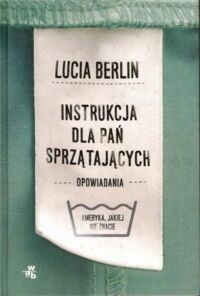 LUCIA BERLIN
INSTRUKCJA
DLA PAŃ
SPRZĄTAJĄCYCH
OPOWIADANIA
AMERYKA, JAKIEJ
NIE ZNACIE
w
a b